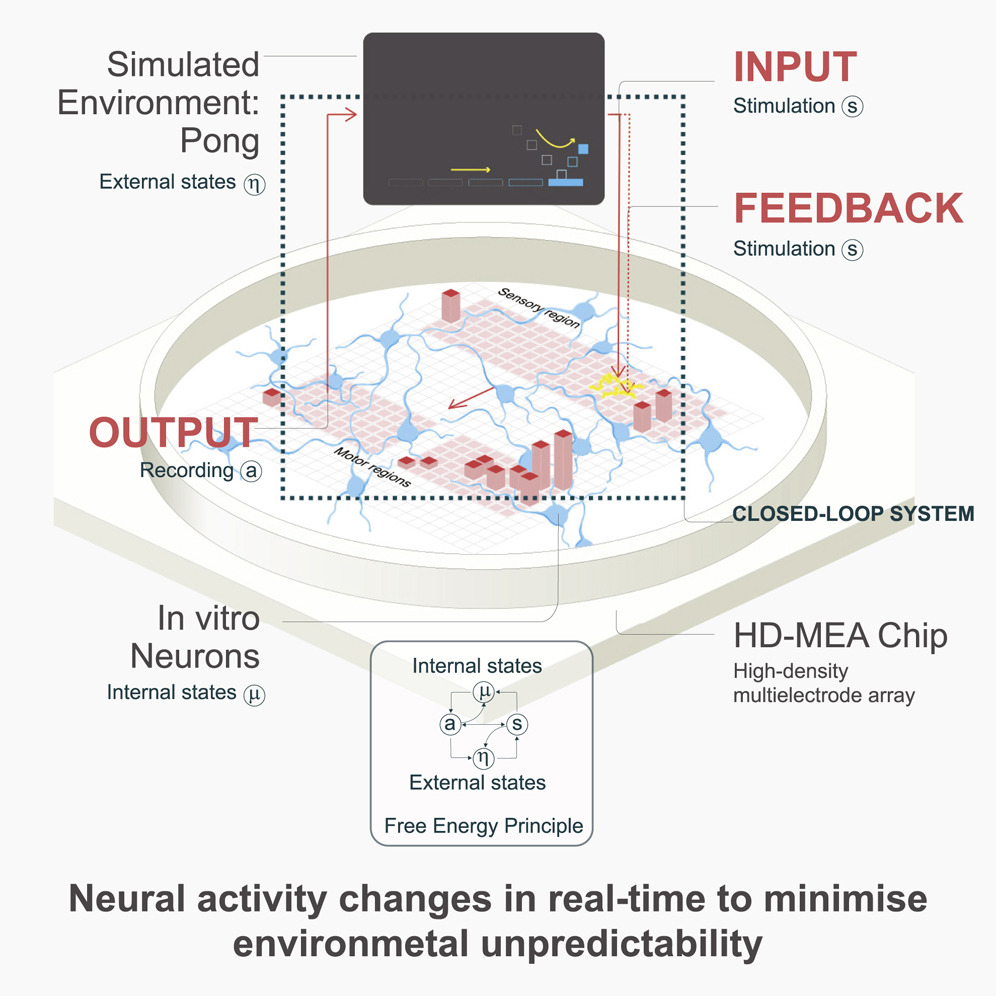 Simulated
Environment:
Pong
External states η
INPUT
Stimulation s
FEEDBACK
Stimulation s
Sensory region
OUTPUT
Recording a
Motor regions
CLOSED-LOOP SYSTEM
In vitro
Neurons
Internal states μ
HD-MEA Chip
High-density
multielectrode array
Internal states
μ
a s
η
External states
Free Energy Principle
Neural activity changes in real-time to minimise
environmetal unpredictability